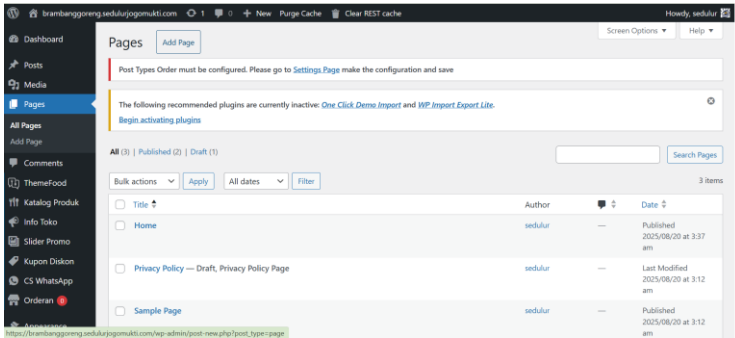 brambanggoreng.sedulurjogomukti.com 1 0 + New Purge Cache Clear REST cache Howdy, sedulur
Screen Options ▼ Help ▼
Dashboard
Posts
Media
Pages
All Pages
Add Page
Comments
ThemeFood
Katalog Produk
Info Toko
Slider Promo
Kupon Diskon
CS WhatsApp
Orderan 0
Appearance
Pages Add Page
Post Types Order must be configured. Please go to Settings Page make the configuration and save
The following recommended plugins are currently inactive: One Click Demo Import and WP Import Export Lite.
Begin activating plugins
All (3) | Published (2) | Draft (1)
Search Pages
Bulk actions Apply All dates Filter 3 items
Title Author Date
Home sedulur — Published
2025/08/20 at 3:37
am
Privacy Policy — Draft, Privacy Policy Page sedulur — Last Modified
2025/08/20 at 3:12
am
Sample Page sedulur — Published
2025/08/20 at 3:12
am
https://brambanggoreng.sedulurjogomukti.com/wp-admin/post-new.php?post_type=page